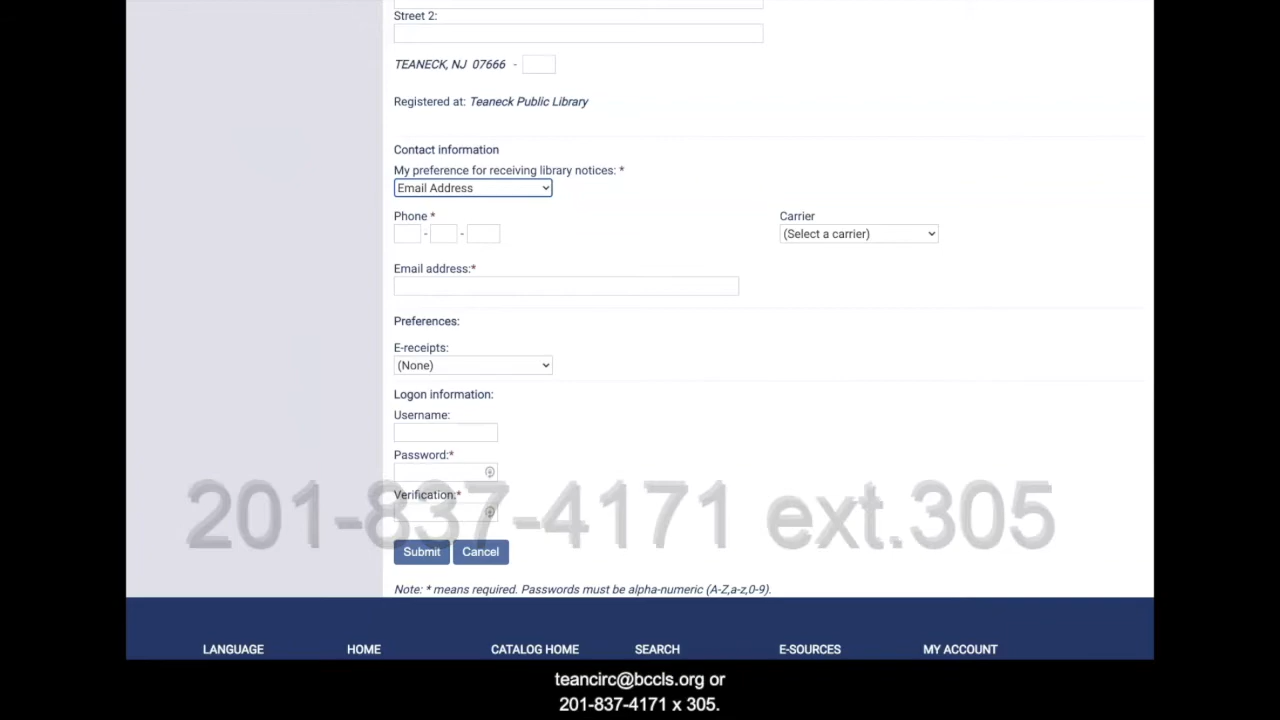 Street 2:
TEANECK, NJ 07666 -
Registered at: Teaneck Public Library
Contact information
My preference for receiving library notices: *
Email Address
Phone *
Carrier
- -
(Select a carrier)
Email address:*
Preferences:
E-receipts:
(None)
Logon information:
Username:
Password:*
Verification:*
201-837-4171 ext.305
Submit Cancel
Note: * means required. Passwords must be alpha-numeric (A-Z,a-z,0-9).
LANGUAGE HOME CATALOG HOME SEARCH E-SOURCES MY ACCOUNT
teancirc@bccls.org or
201-837-4171 x 305.